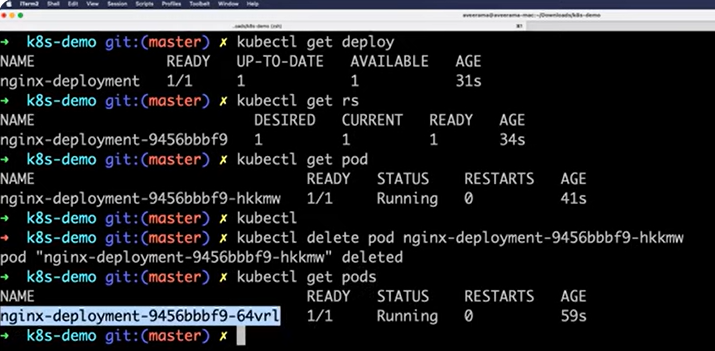 iTerm2 Shell Edit View Session Scripts Profiles Toolbelt Window Help
aveerama@aveerama-mac:~/Downloads/k8s-demo
..oads/k8s-demo (zsh) ⌘1
➜ k8s-demo git:(master) ✗ kubectl get deploy
NAME READY UP-TO-DATE AVAILABLE AGE
nginx-deployment 1/1 1 1 31s
➜ k8s-demo git:(master) ✗ kubectl get rs
NAME DESIRED CURRENT READY AGE
nginx-deployment-9456bbbf9 1 1 1 34s
➜ k8s-demo git:(master) ✗ kubectl get pod
NAME READY STATUS RESTARTS AGE
nginx-deployment-9456bbbf9-hkkmw 1/1 Running 0 41s
➜ k8s-demo git:(master) ✗ kubectl
➜ k8s-demo git:(master) ✗ kubectl delete pod nginx-deployment-9456bbbf9-hkkmw
pod "nginx-deployment-9456bbbf9-hkkmw" deleted
➜ k8s-demo git:(master) ✗ kubectl get pods
NAME READY STATUS RESTARTS AGE
nginx-deployment-9456bbbf9-64vrl 1/1 Running 0 59s
➜ k8s-demo git:(master) ✗